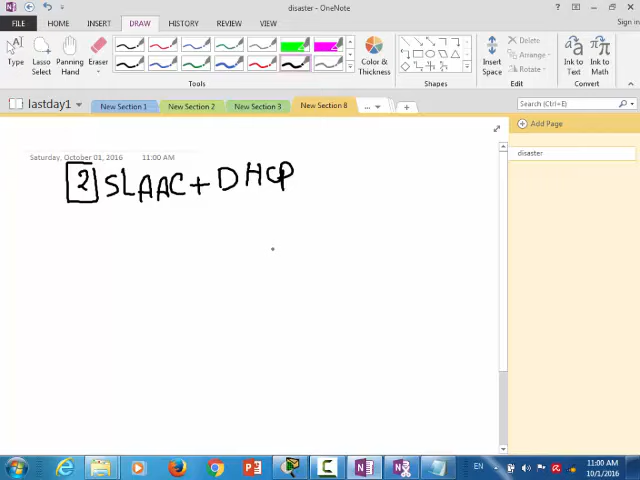 disaster - OneNote
Sign in
FILE HOME INSERT DRAW HISTORY REVIEW VIEW
Type
Lasso Select
Panning Hand
Eraser
Color & Thickness
Insert Space
Delete
Arrange
Rotate
Ink to Text
Ink to Math
Tools
Shapes
Edit
Convert
lastday1 New Section 1 New Section 2 New Section 3 New Section 8 ... Search (Ctrl+E)
Add Page
disaster
Saturday, October 01, 2016 11:00 AM
2 SLAAC + DHCP
EN
11:00 AM
10/1/2016